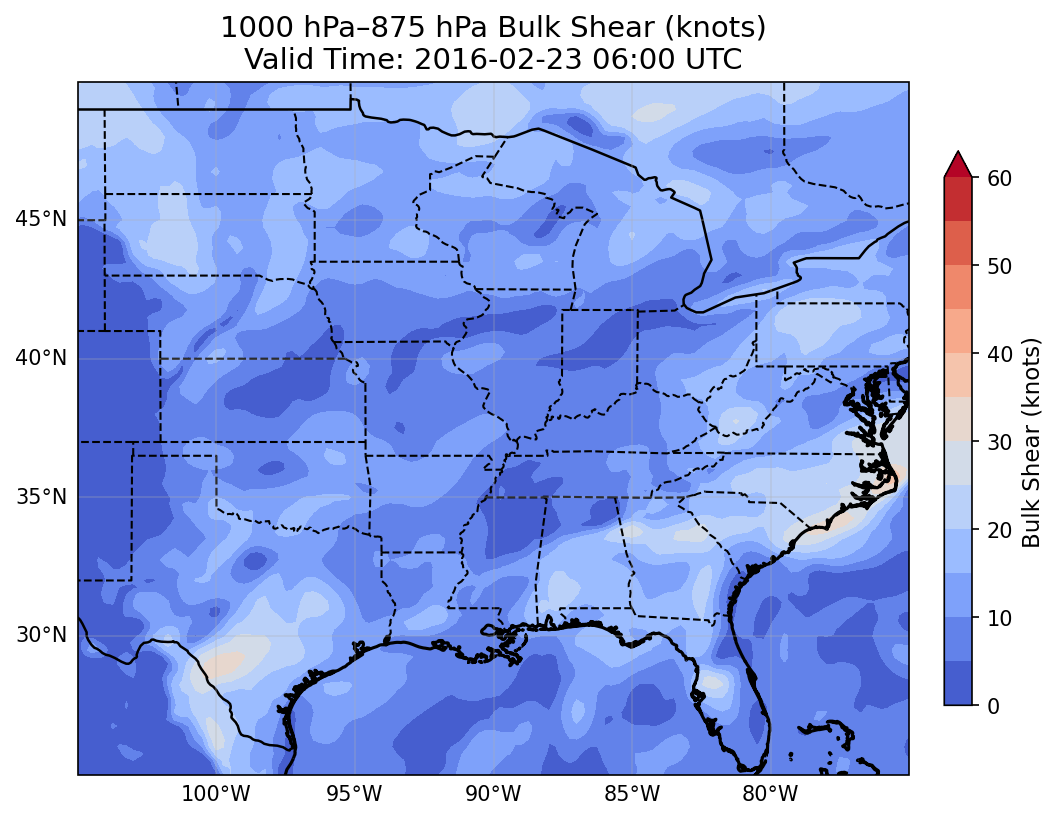 1000 hPa–875 hPa Bulk Shear (knots)
Valid Time: 2016-02-23 06:00 UTC
45°N
40°N
35°N
30°N
100°W
95°W
90°W
85°W
80°W
60
50
40
30
20
10
0
Bulk Shear (knots)